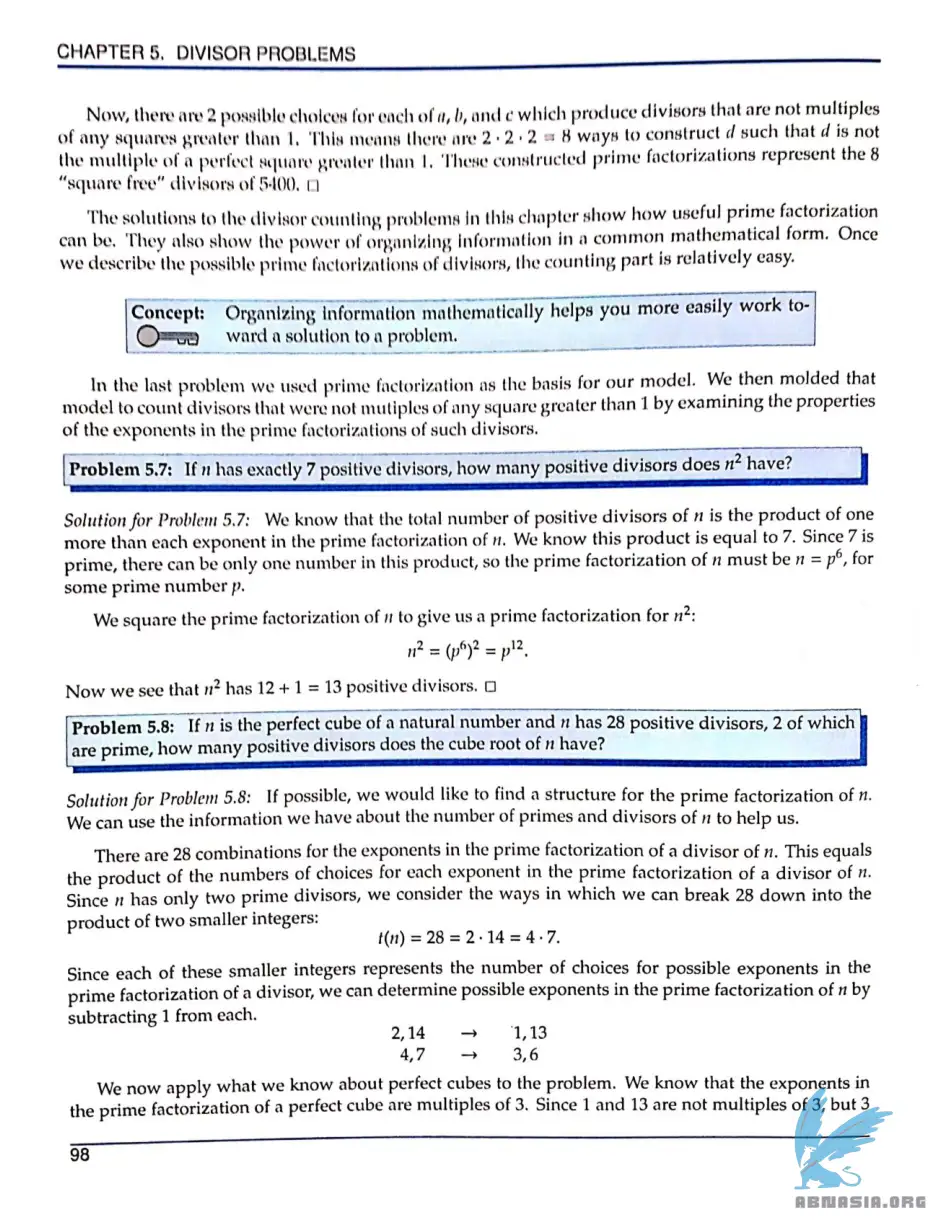 CHAPTER 5. DIVISOR PROBLEMS
Now, there are 2 possible choices for each of a, b, and c which produce divisors that are not multiples
of any squares greater than 1. This means there are 2 · 2 · 2 = 8 ways to construct d such that d is not
the multiple of a perfect square greater than 1. These constructed prime factorizations represent the 8
"square free" divisors of 5400. □
The solutions to the divisor counting problems in this chapter show how useful prime factorization
can be. They also show the power of organizing information in a common mathematical form. Once
we describe the possible prime factorizations of divisors, the counting part is relatively easy.
Concept: Organizing information mathematically helps you more easily work to-
ward a solution to a problem.
In the last problem we used prime factorization as the basis for our model. We then molded that
model to count divisors that were not mutiples of any square greater than 1 by examining the properties
of the exponents in the prime factorizations of such divisors.
Problem 5.7: If n has exactly 7 positive divisors, how many positive divisors does n² have?
Solution for Problem 5.7: We know that the total number of positive divisors of n is the product of one
more than each exponent in the prime factorization of n. We know this product is equal to 7. Since 7 is
prime, there can be only one number in this product, so the prime factorization of n must be n = p⁶, for
some prime number p.
We square the prime factorization of n to give us a prime factorization for n²:
n² = (p⁶)² = p¹².
Now we see that n² has 12 + 1 = 13 positive divisors. □
Problem 5.8: If n is the perfect cube of a natural number and n has 28 positive divisors, 2 of which
are prime, how many positive divisors does the cube root of n have?
Solution for Problem 5.8: If possible, we would like to find a structure for the prime factorization of n.
We can use the information we have about the number of primes and divisors of n to help us.
There are 28 combinations for the exponents in the prime factorization of a divisor of n. This equals
the product of the numbers of choices for each exponent in the prime factorization of a divisor of n.
Since n has only two prime divisors, we consider the ways in which we can break 28 down into the
product of two smaller integers:
t(n) = 28 = 2 · 14 = 4 · 7.
Since each of these smaller integers represents the number of choices for possible exponents in the
prime factorization of a divisor, we can determine possible exponents in the prime factorization of n by
subtracting 1 from each.
2, 14 → 1, 13
4, 7 → 3, 6
We now apply what we know about perfect cubes to the problem. We know that the exponents in
the prime factorization of a perfect cube are multiples of 3. Since 1 and 13 are not multiples of 3, but 3
98
ABNASIA.ORG